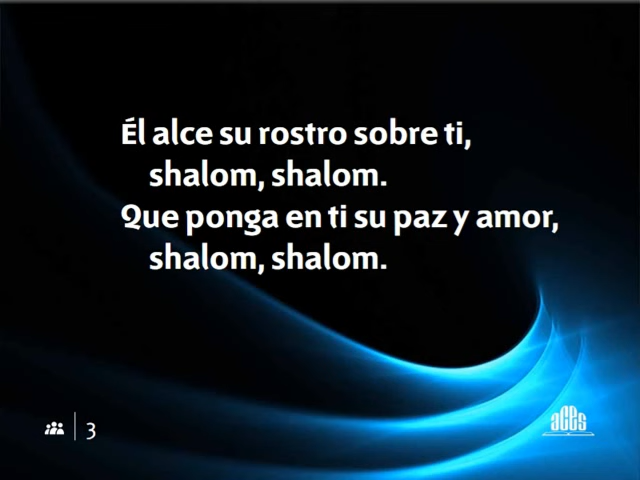 Él alce su rostro sobre ti,
shalom, shalom.
Que ponga en ti su paz y amor,
shalom, shalom.
3
aces